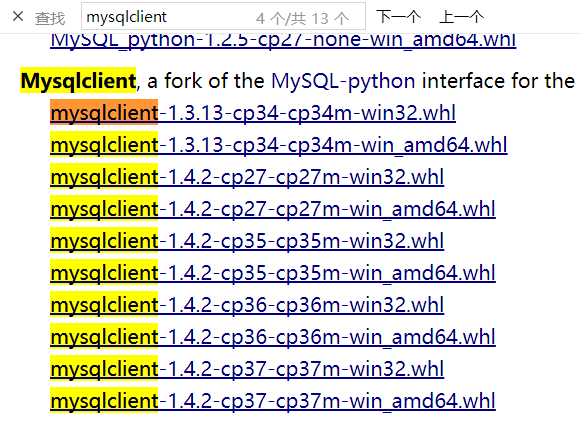 × 查找 mysqlclient 4 个/共 13 个 下一个 上一个
MySQL_python-1.2.5-cp27-none-win_amd64.whl
Mysqlclient, a fork of the MySQL-python interface for the
mysqlclient-1.3.13-cp34-cp34m-win32.whl
mysqlclient-1.3.13-cp34-cp34m-win_amd64.whl
mysqlclient-1.4.2-cp27-cp27m-win32.whl
mysqlclient-1.4.2-cp27-cp27m-win_amd64.whl
mysqlclient-1.4.2-cp35-cp35m-win32.whl
mysqlclient-1.4.2-cp35-cp35m-win_amd64.whl
mysqlclient-1.4.2-cp36-cp36m-win32.whl
mysqlclient-1.4.2-cp36-cp36m-win_amd64.whl
mysqlclient-1.4.2-cp37-cp37m-win32.whl
mysqlclient-1.4.2-cp37-cp37m-win_amd64.whl